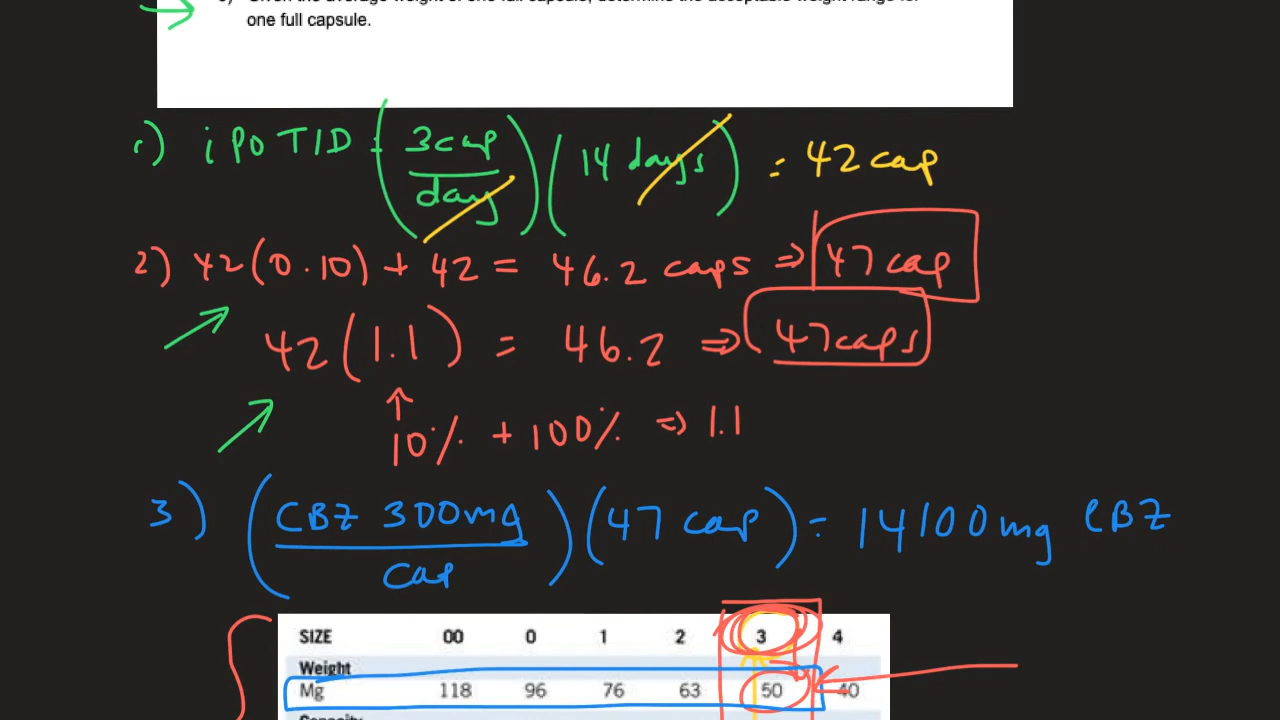 one full capsule.
1) i PO TID = (3cap/day)(14 days) = 42 cap
2) 42(0.10) + 42 = 46.2 caps ⇒ 47 cap
42(1.1) = 46.2 ⇒ 47 caps
↑
10% + 100% ⇒ 1.1
3) (CBZ 300mg/cap)(47 cap) = 14100mg CBZ
SIZE 00 0 1 2 3 4
Weight
Mg 118 96 76 63 50 40